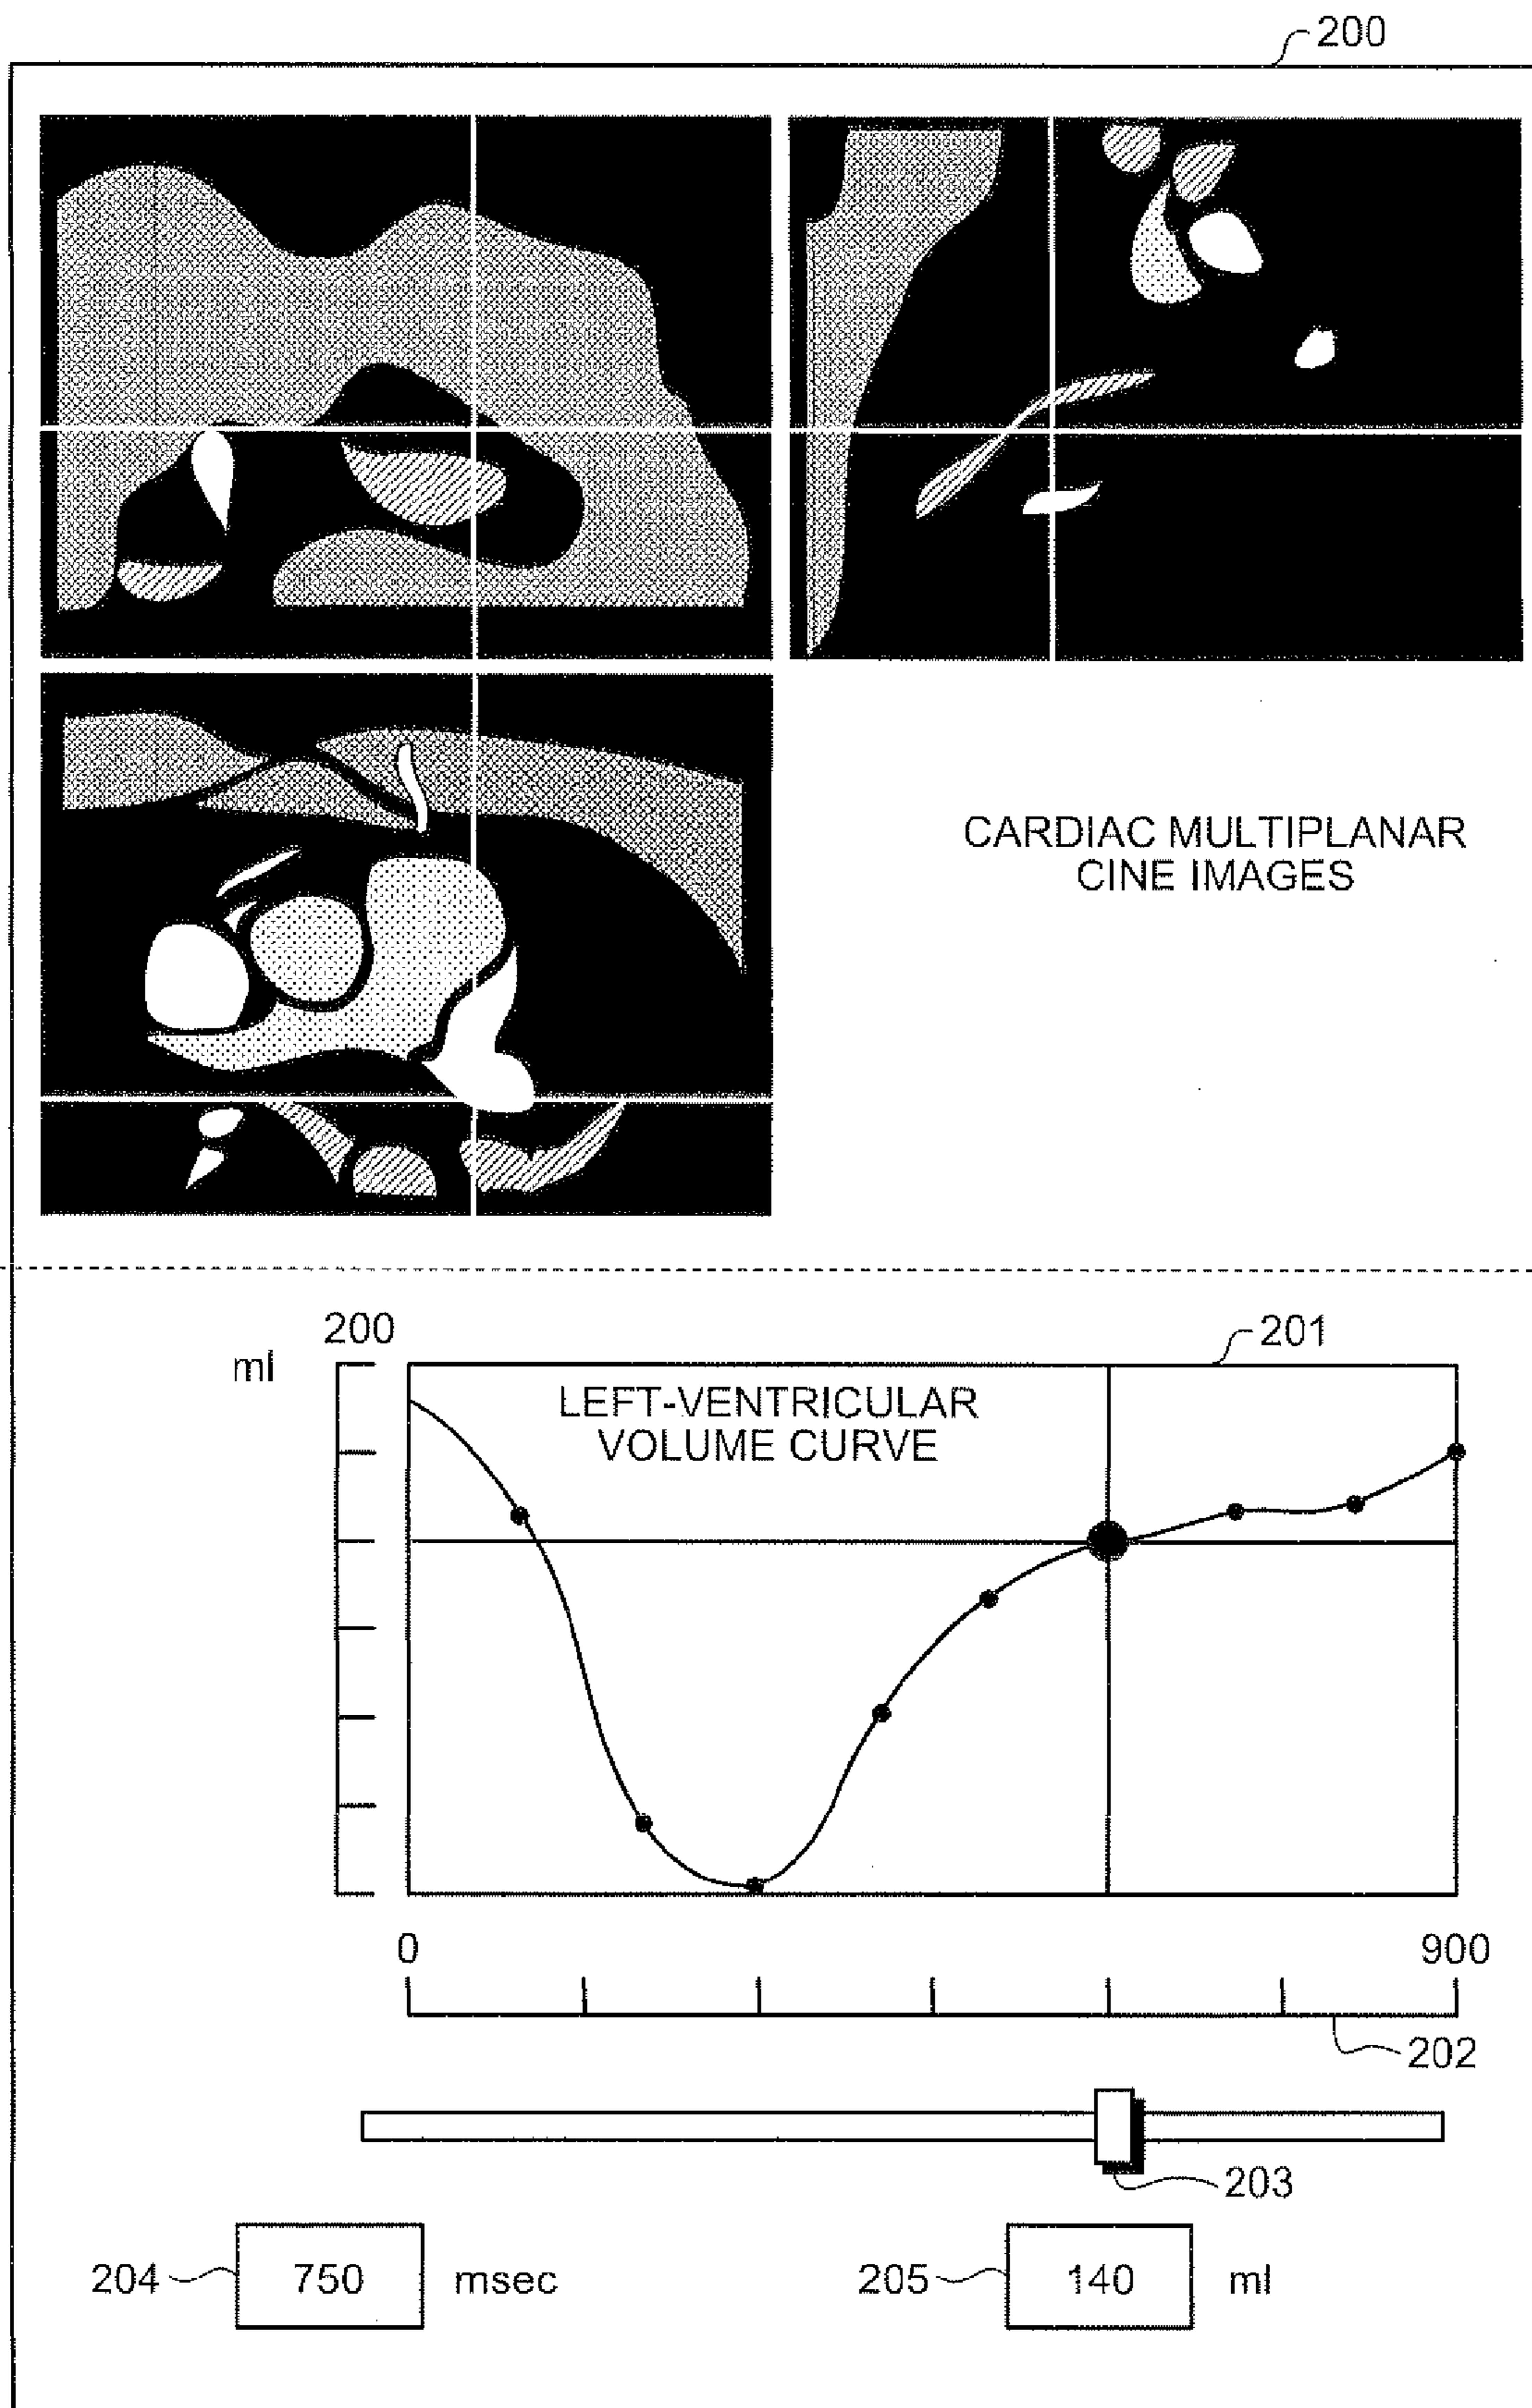 200
CARDIAC MULTIPLANAR
CINE IMAGES
200
ml
201
LEFT-VENTRICULAR
VOLUME CURVE
0
900
202
203
204 750 msec
205 140 ml